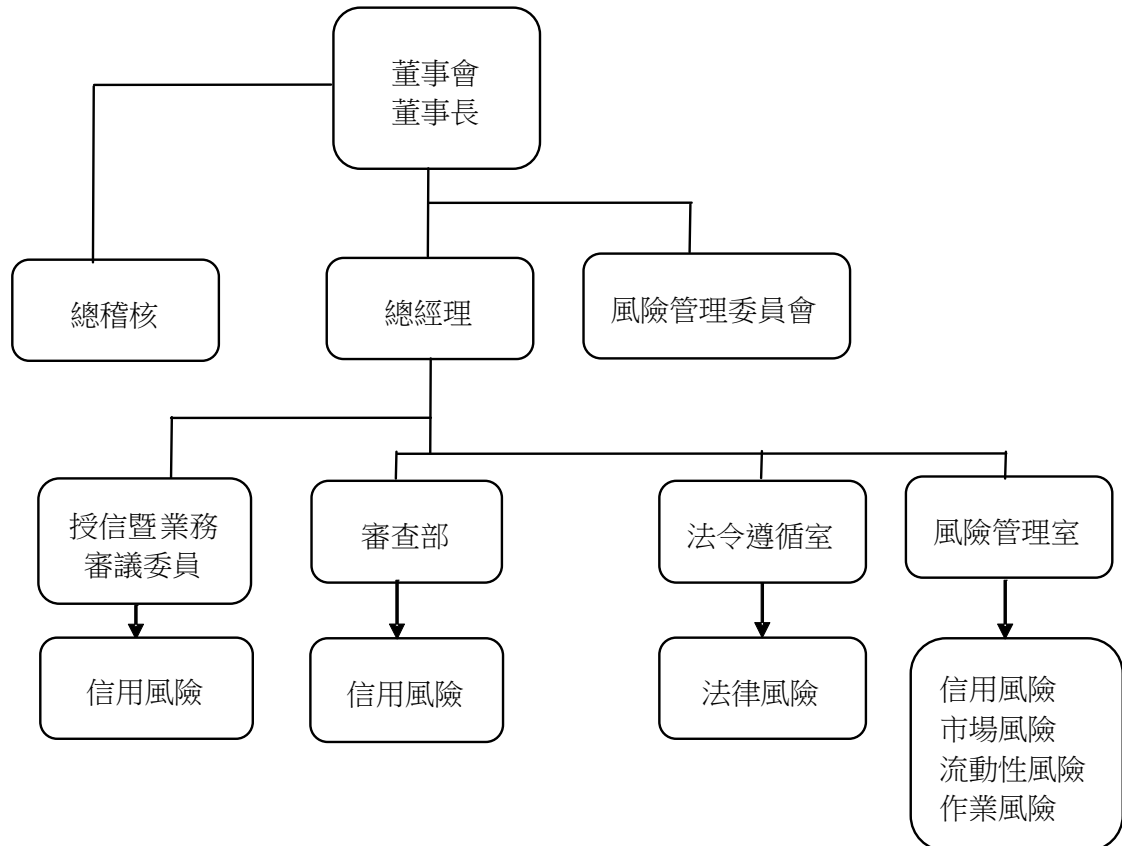 董事會
董事長
總稽核
總經理
風險管理委員會
授信暨業務
審議委員
審查部
法令遵循室
風險管理室
信用風險
信用風險
法律風險
信用風險
市場風險
流動性風險
作業風險